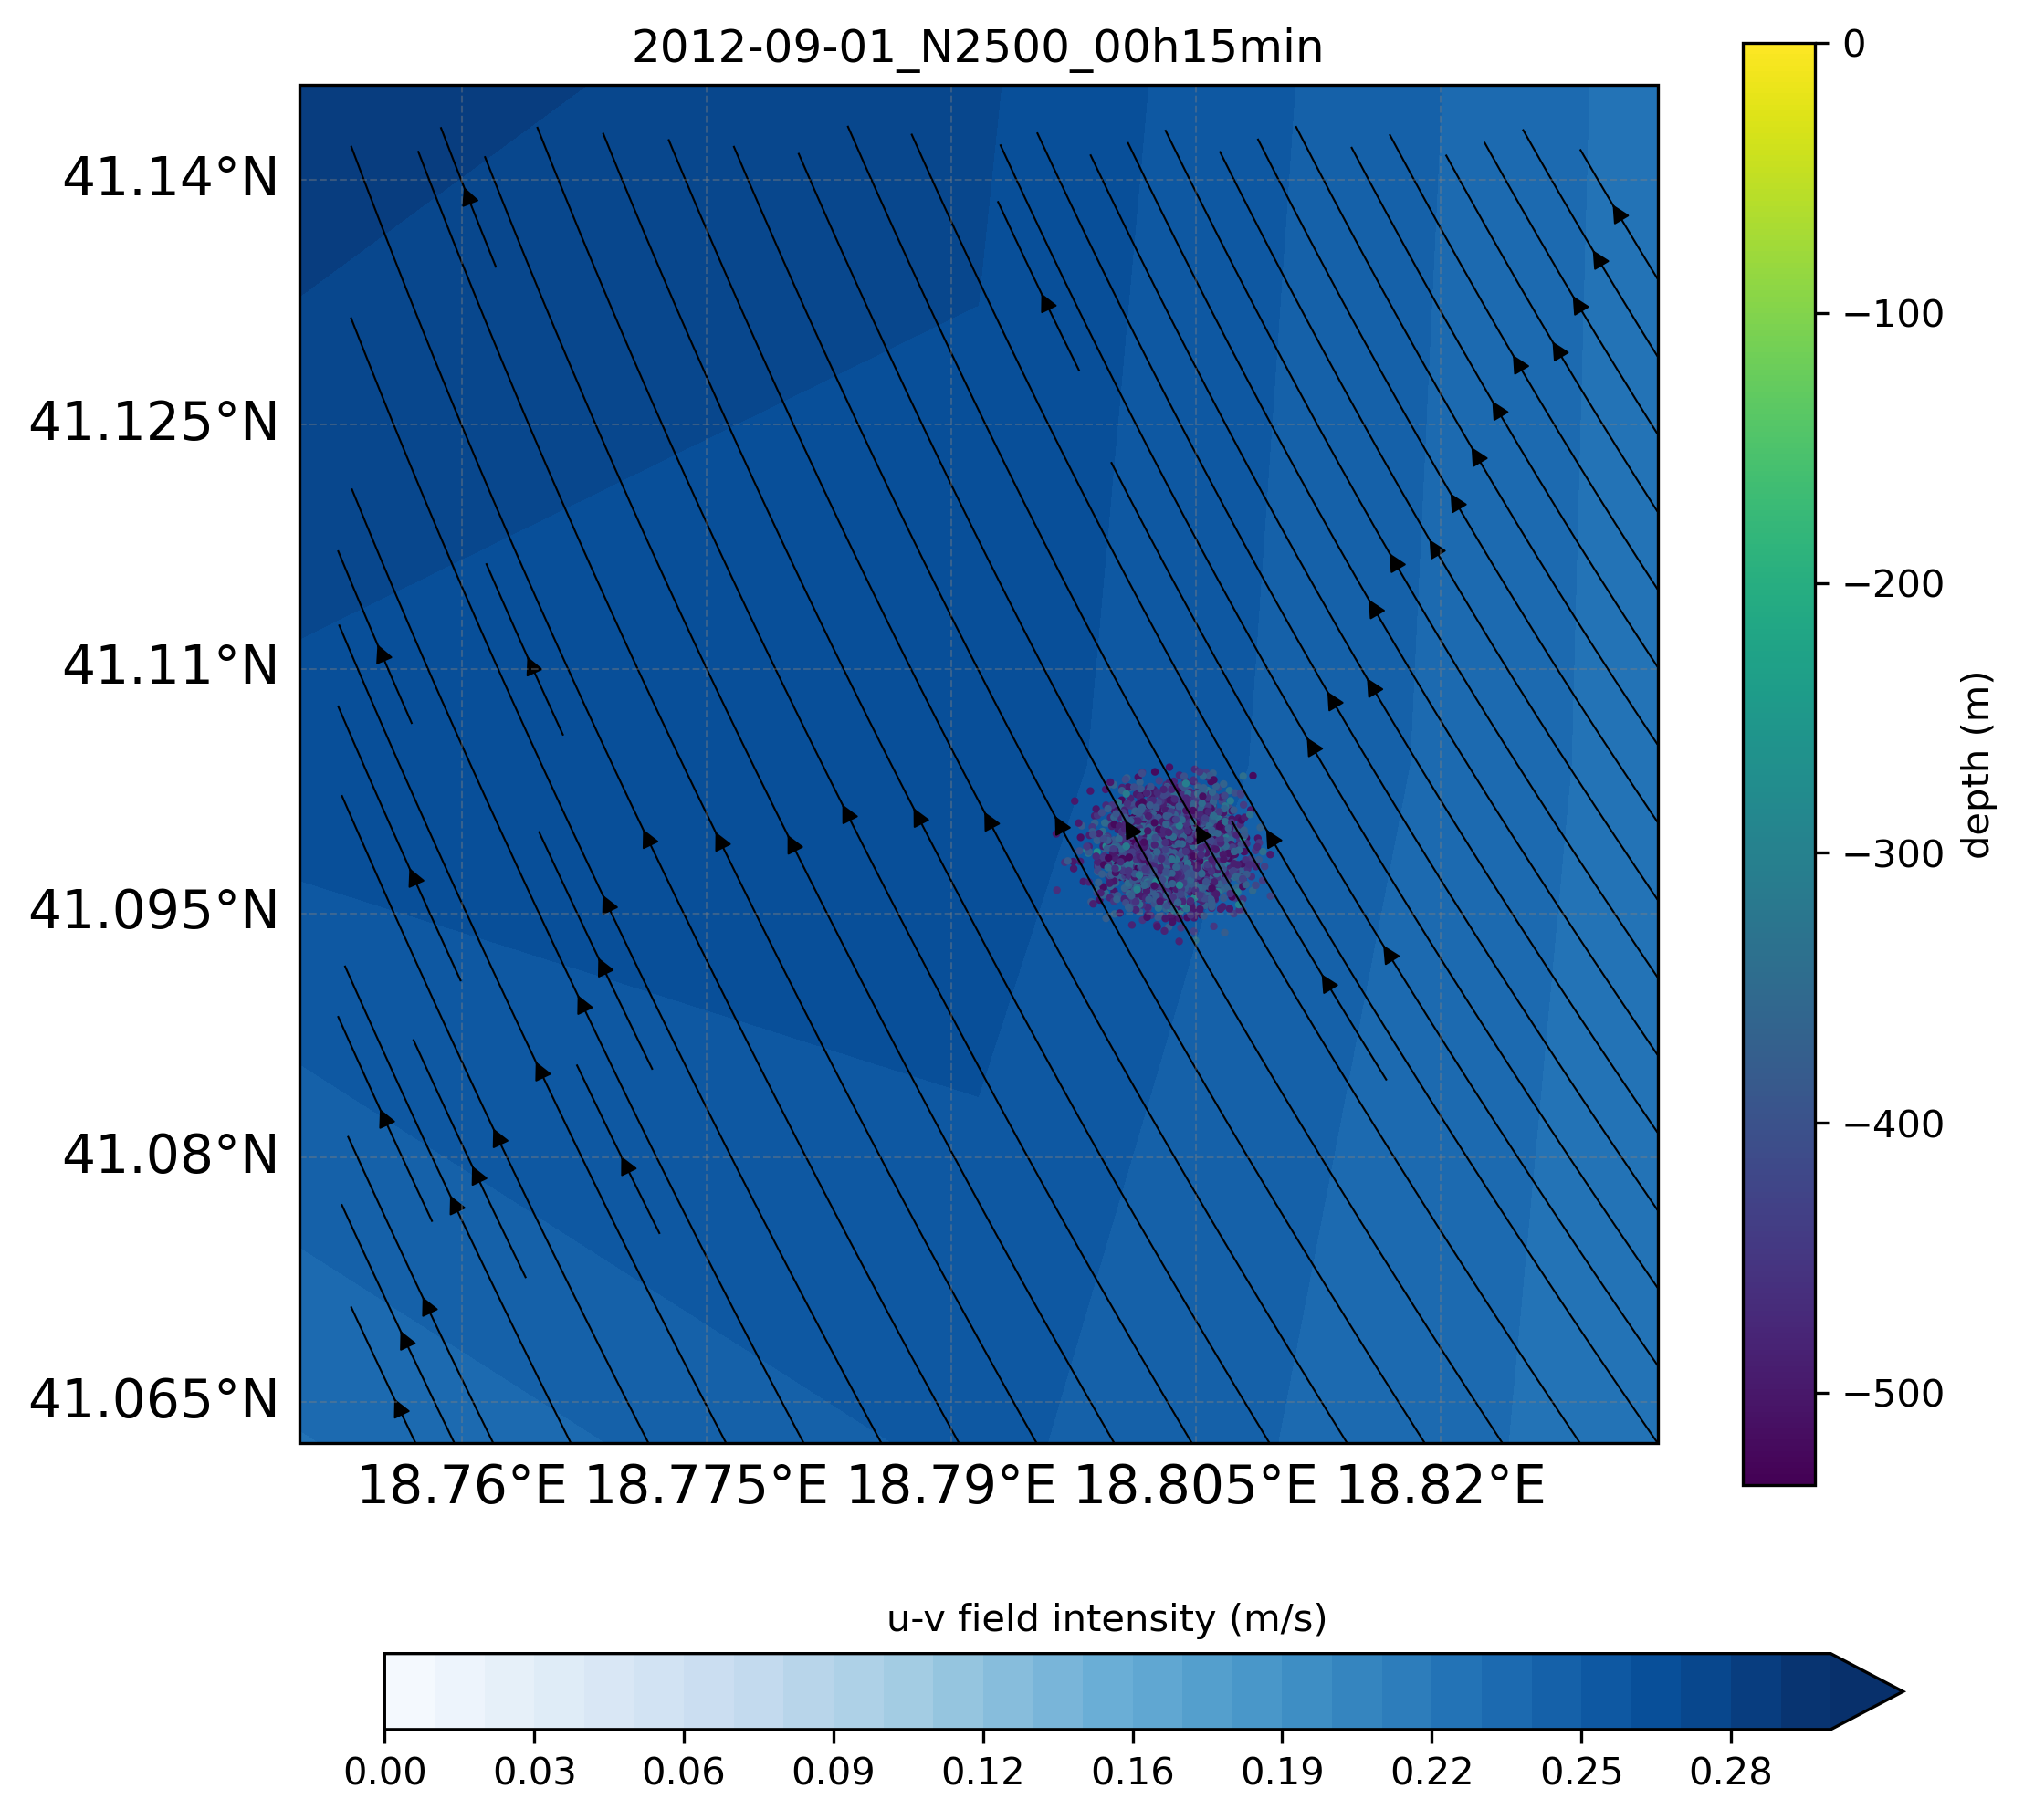 2012-09-01_N2500_00h15min
41.14°N
41.125°N
41.11°N
41.095°N
41.08°N
41.065°N
18.76°E 18.775°E 18.79°E 18.805°E 18.82°E
0
−100
−200
−300
−400
−500
depth (m)
u-v field intensity (m/s)
0.00 0.03 0.06 0.09 0.12 0.16 0.19 0.22 0.25 0.28